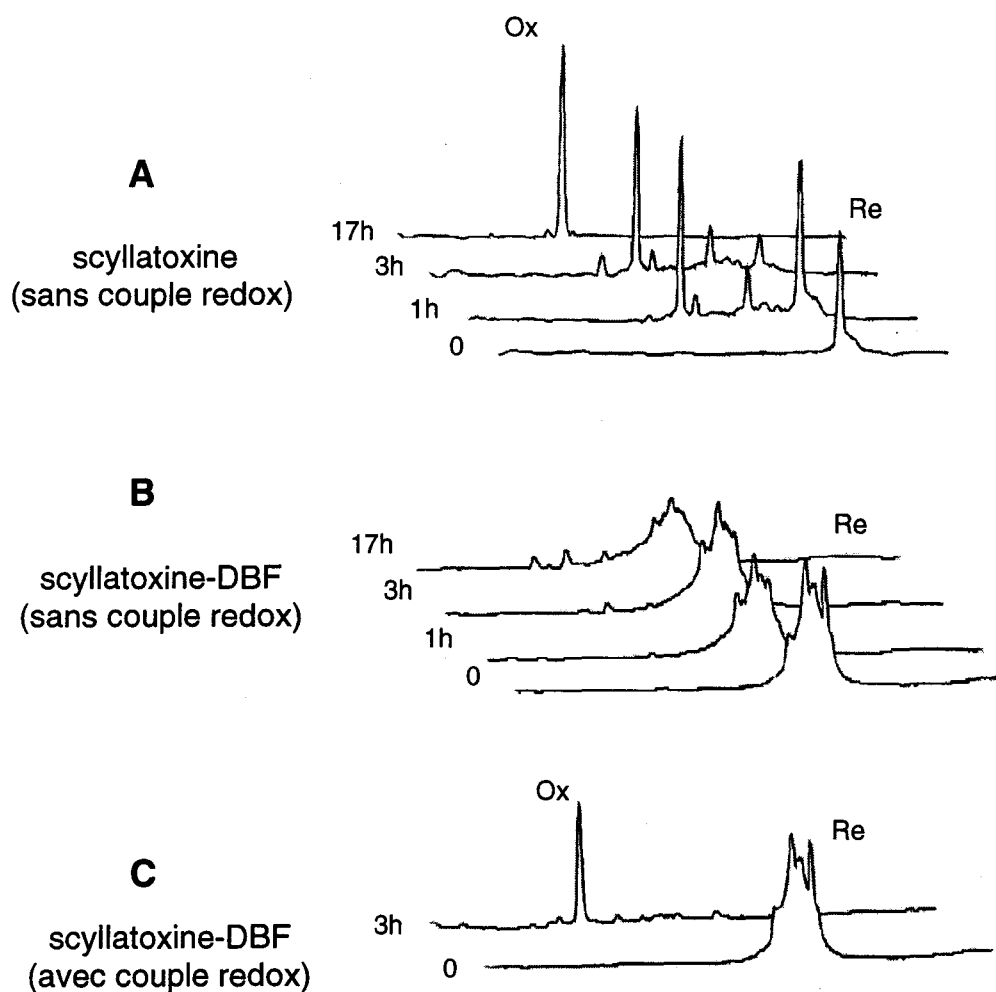 Ox
A
Re
17h
scyllatoxine
3h
(sans couple redox)
1h
0
B
Re
17h
scyllatoxine-DBF
3h
(sans couple redox)
1h
0
Ox
Re
C
3h
scyllatoxine-DBF
0
(avec couple redox)